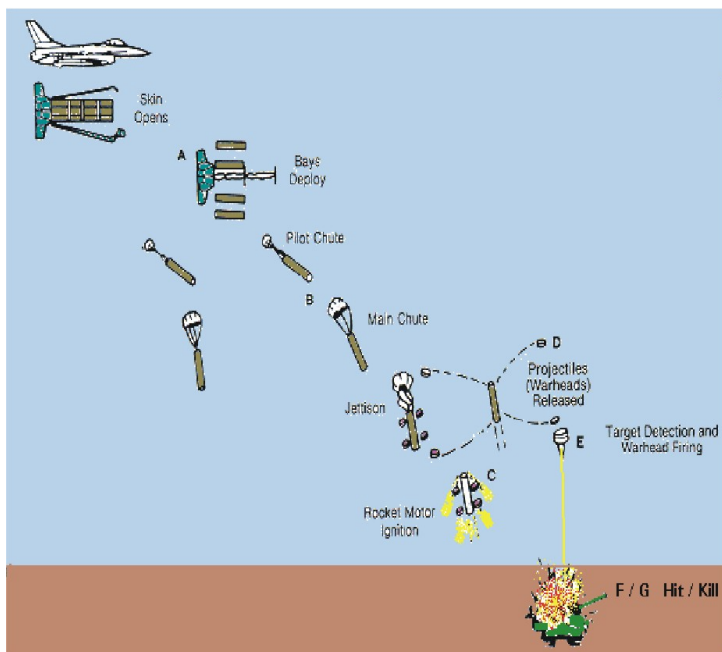 Skin
Opens
A
Bays
Deploy
Pilot Chute
B
Main Chute
D
Projectiles
(Warheads)
Released
Jettison
E
Target Detection and
Warhead Firing
C
Rocket Motor
Ignition
F / G Hit / Kill